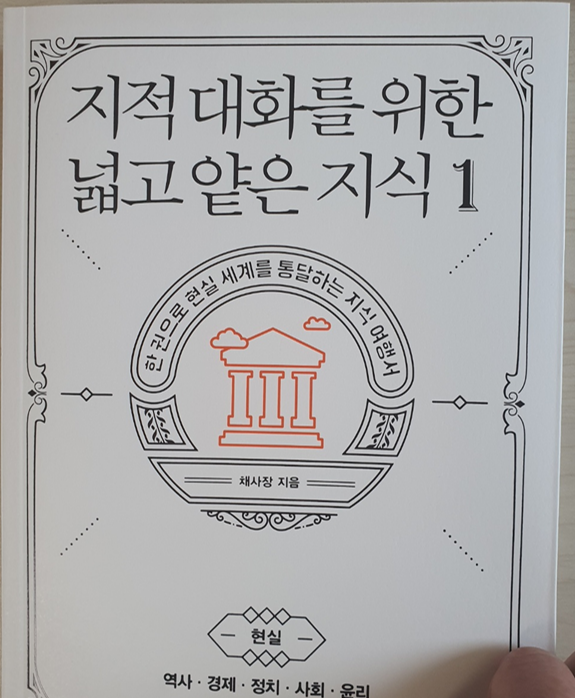 지적 대화를 위한
넓고 얕은 지식 1
한 권으로 현실 세계를 통달하는 지식 여행서
채사장 지음
현실
역사 · 경제 · 정치 · 사회 · 윤리